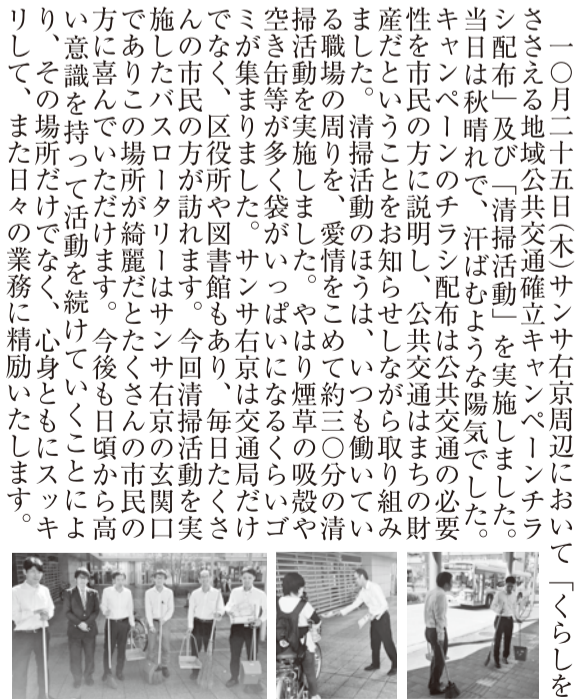 一〇月二十五日(木)サンサ右京周辺において「くらしを
ささえる地域公共交通確立キャンペーンチラ
シ配布」及び「清掃活動」を実施しました。
当日は秋晴れで、汗ばむような陽気でした。
キャンペーンのチラシ配布は公共交通の必要
性を市民の方に説明し、公共交通はまちの財
産だということをお知らせしながら取り組み
ました。清掃活動のほうは、いつも働いてい
る職場の周りを、愛情をこめて約三〇分の清
掃活動を実施しました。やはり煙草の吸殻や
空き缶等が多く袋がいっぱいになるくらいゴ
ミが集まりました。サンサ右京は交通局だけ
でなく、区役所や図書館もあり、毎日たくさ
んの市民の方が訪れます。今回清掃活動を実
施したバスロータリーはサンサ右京の玄関口
でありこの場所が綺麗だとたくさんの市民の
方に喜んでいただけます。今後も日頃から高
い意識を持って活動を続けていくことによ
り、その場所だけでなく、心身ともにスッキ
リして、また日々の業務に精励いたします。